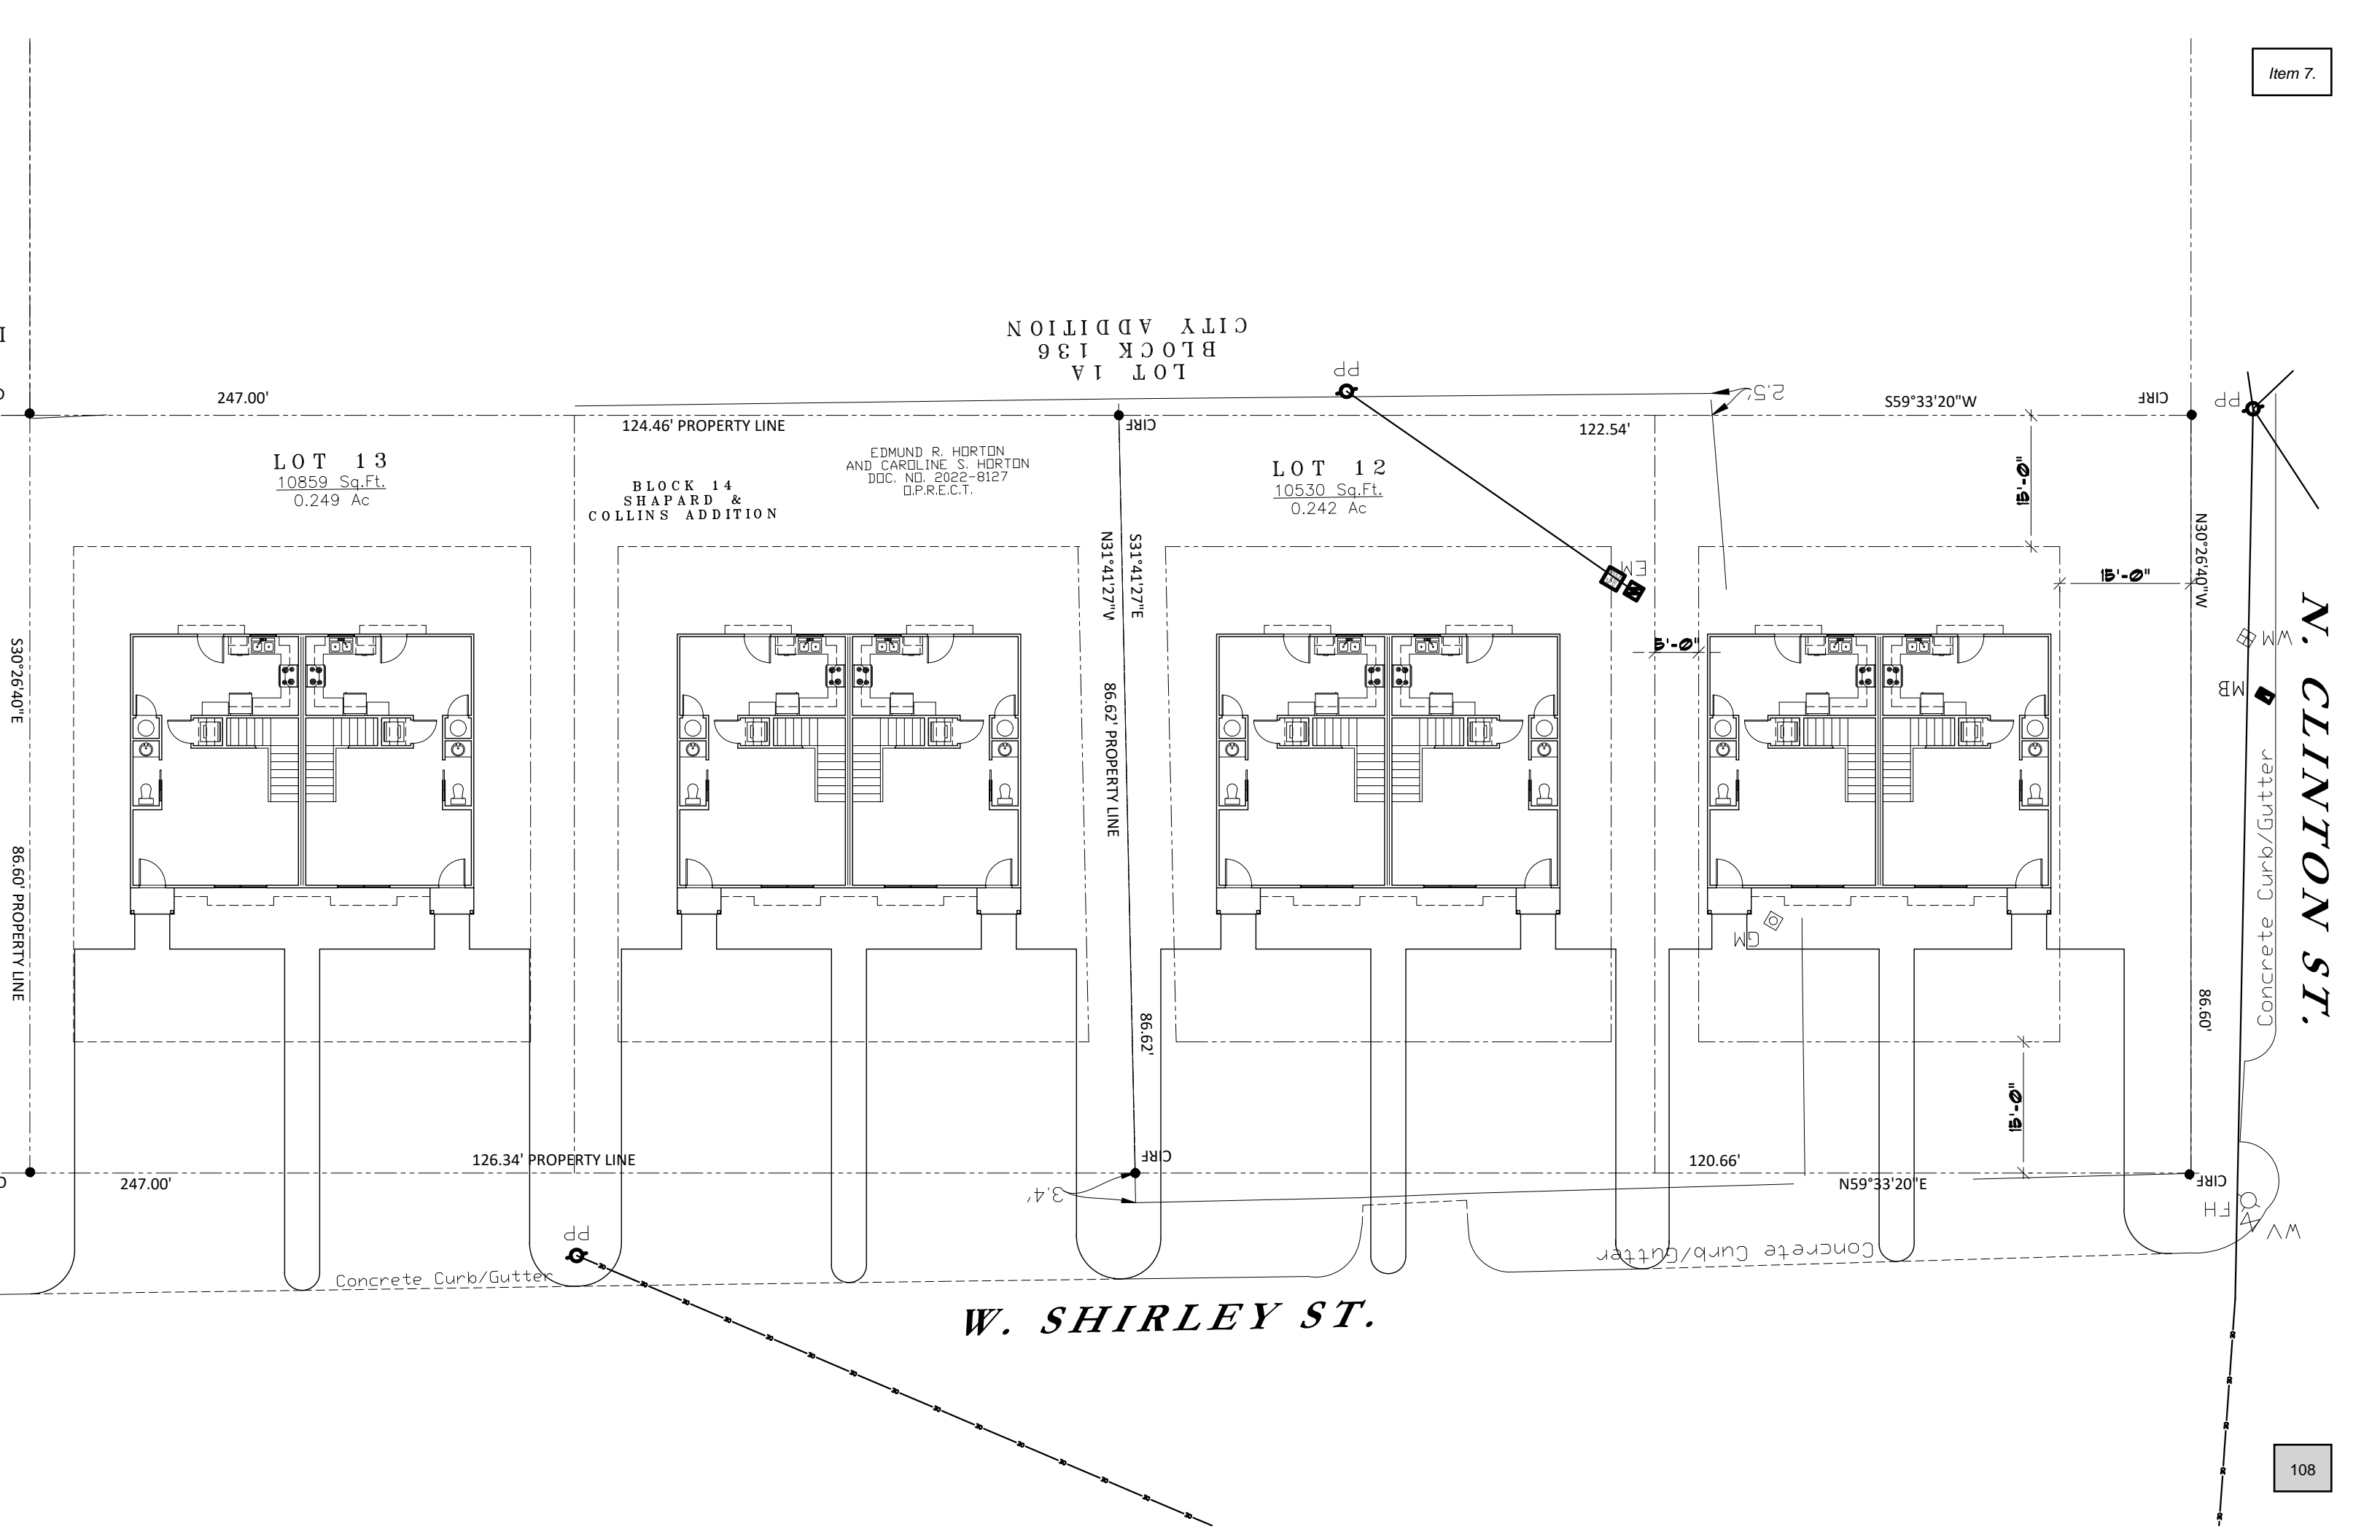 Item 7.
CITY ADDITION
BLOCK 136
LOT 1A
PP
2.5'
247.00'
124.46' PROPERTY LINE
CIRF
122.54'
S59°33'20"W
CIRF
PP
LOT 13
10859 Sq.Ft.
0.249 Ac
BLOCK 14
SHAPARD &
COLLINS ADDITION
EDMUND R. HORTON
AND CAROLINE S. HORTON
DOC. NO. 2022-8127
O.P.R.E.C.T.
LOT 12
10530 Sq.Ft.
0.242 Ac
15'-0"
N31°41'27"W
S31°41'27"E
EM
15'-0"
N30°26'40"W
5'-0"
WM
MB
S30°26'40"E
86.60' PROPERTY LINE
86.62' PROPERTY LINE
86.62'
GM
86.60'
Concrete Curb/Gutter
N. CLINTON ST.
15'-0"
126.34' PROPERTY LINE
247.00'
CIRF
3.4'
120.66'
N59°33'20"E
CIRF
FH
WV
PP
Concrete Curb/Gutter
Concrete Curb/Gutter
W. SHIRLEY ST.
108